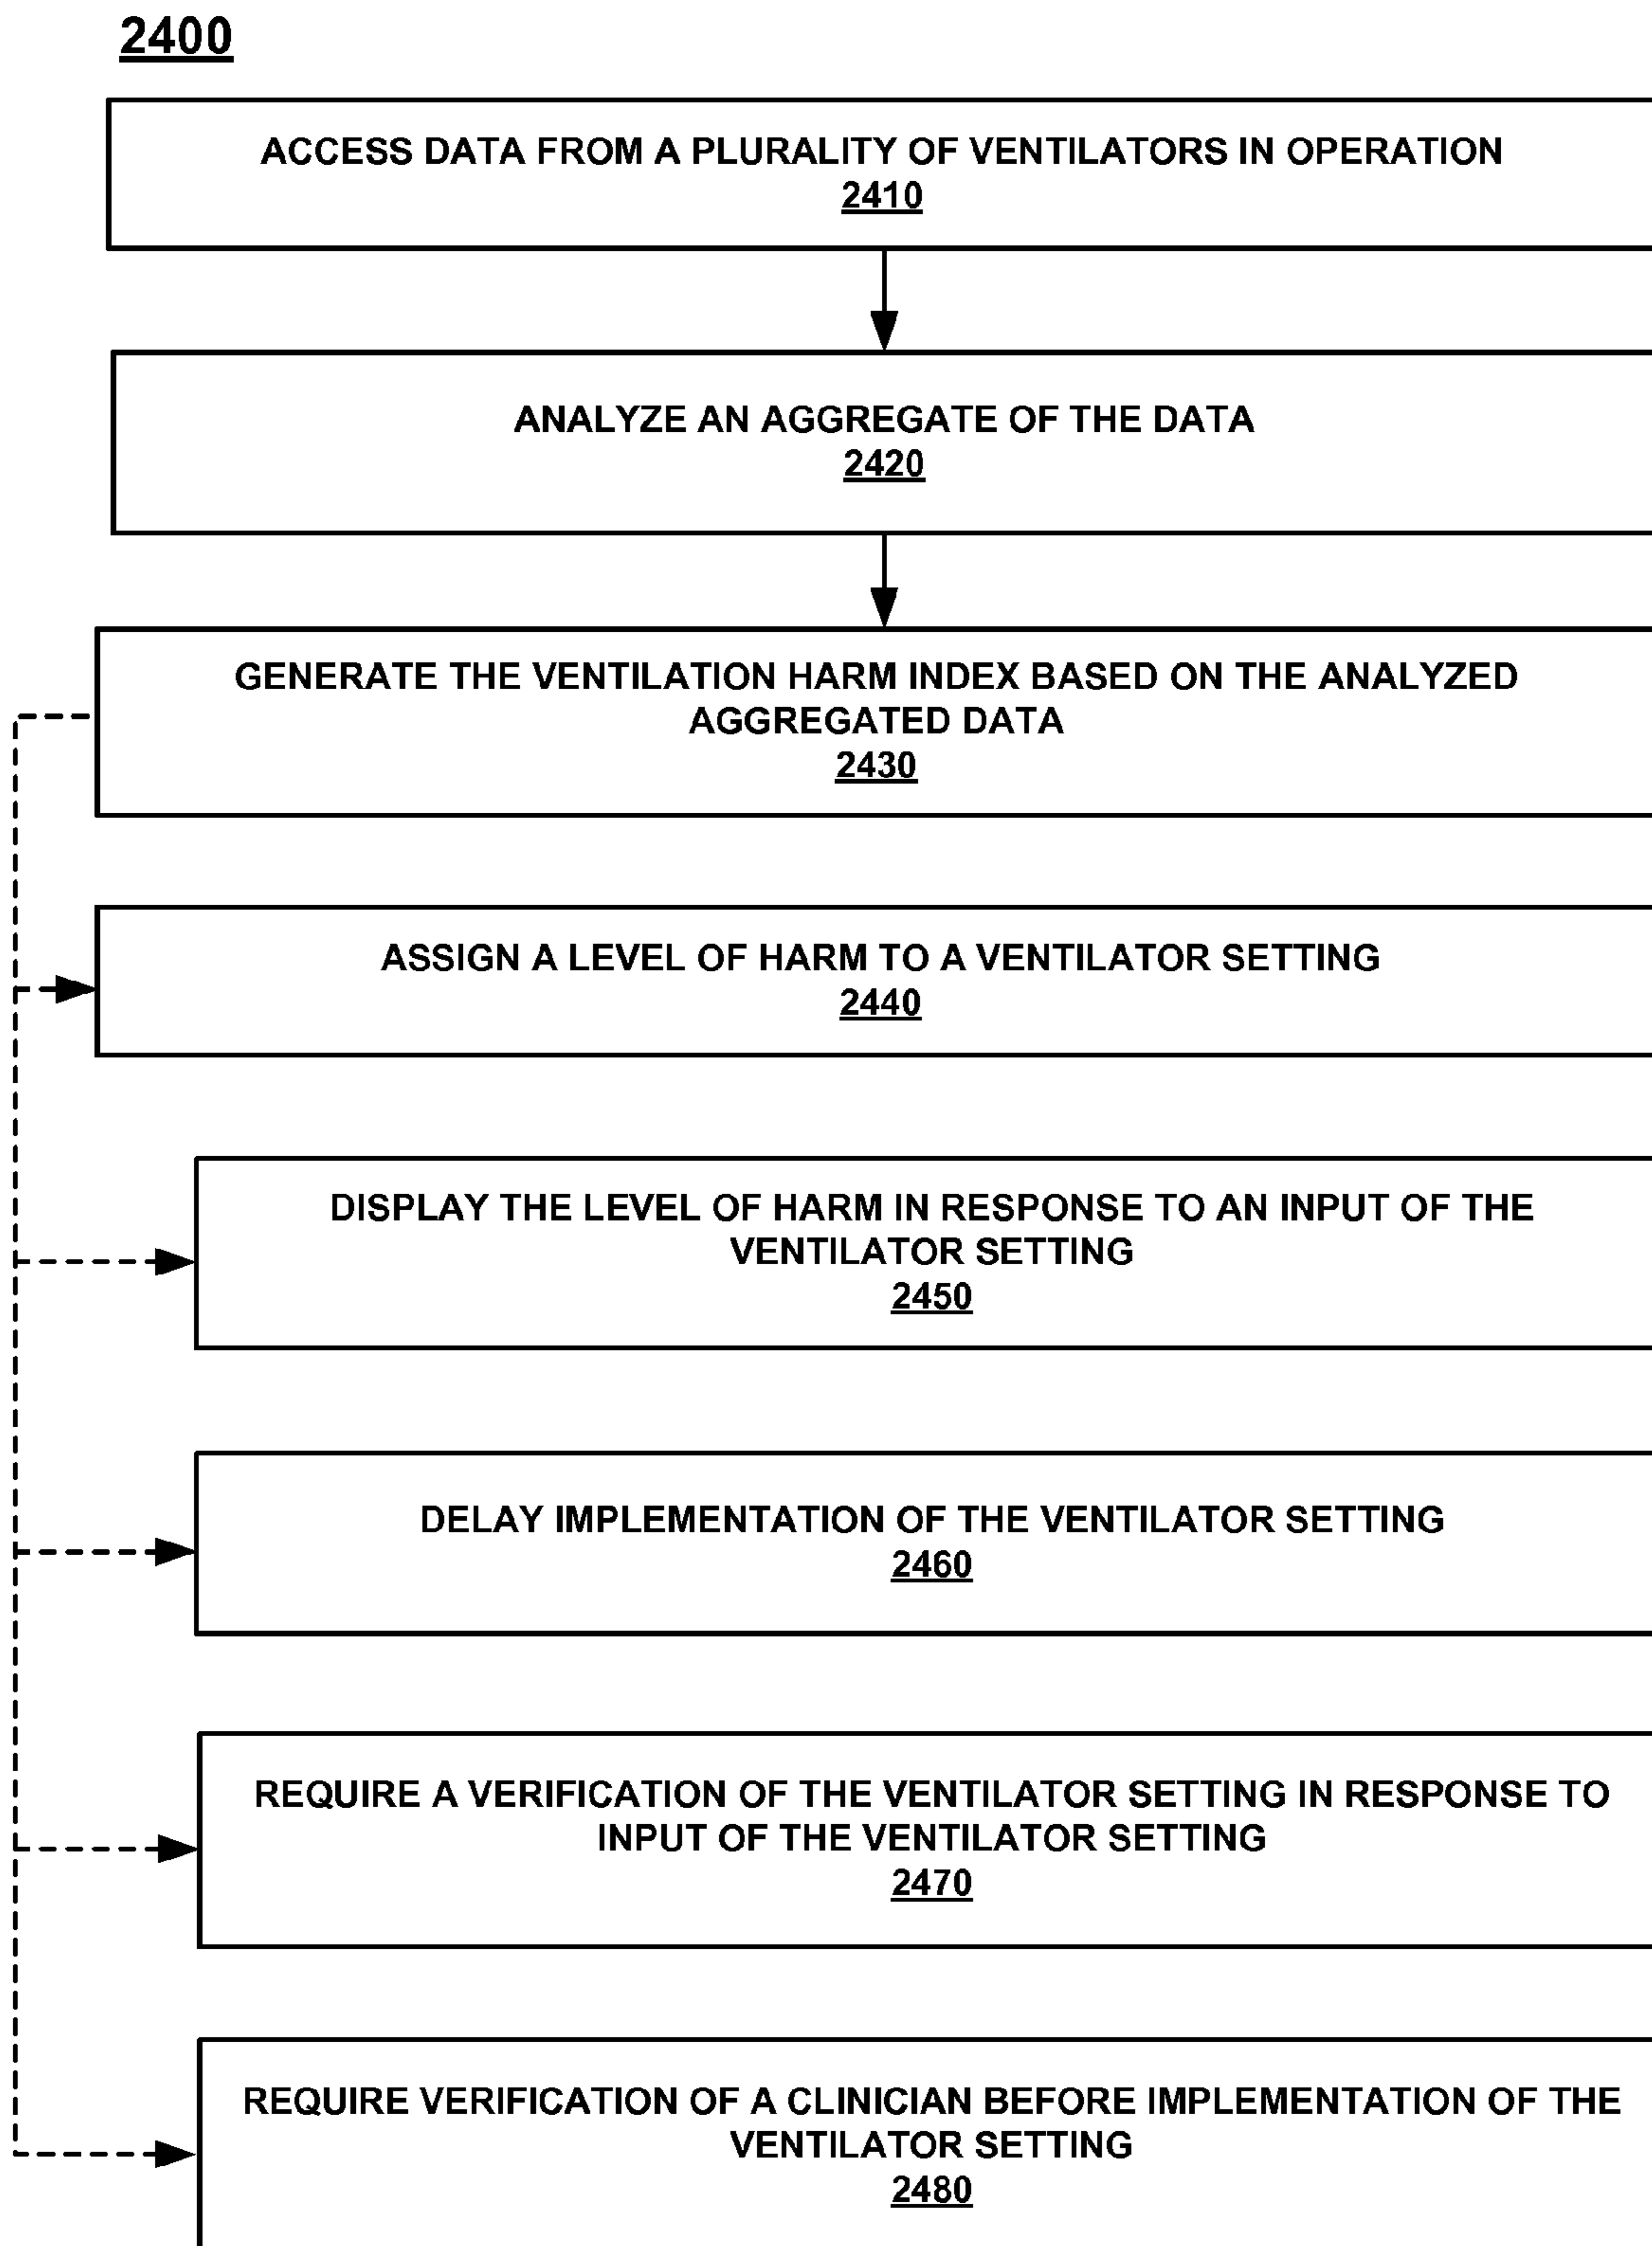 2400
ACCESS DATA FROM A PLURALITY OF VENTILATORS IN OPERATION
2410
ANALYZE AN AGGREGATE OF THE DATA
2420
GENERATE THE VENTILATION HARM INDEX BASED ON THE ANALYZED
AGGREGATED DATA
2430
ASSIGN A LEVEL OF HARM TO A VENTILATOR SETTING
2440
DISPLAY THE LEVEL OF HARM IN RESPONSE TO AN INPUT OF THE
VENTILATOR SETTING
2450
DELAY IMPLEMENTATION OF THE VENTILATOR SETTING
2460
REQUIRE A VERIFICATION OF THE VENTILATOR SETTING IN RESPONSE TO
INPUT OF THE VENTILATOR SETTING
2470
REQUIRE VERIFICATION OF A CLINICIAN BEFORE IMPLEMENTATION OF THE
VENTILATOR SETTING
2480